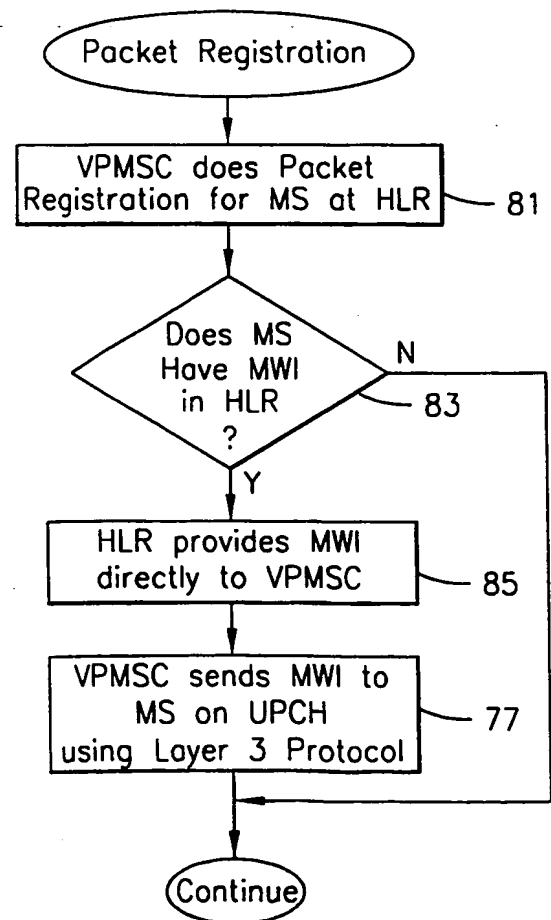 Packet Registration
VPMSC does Packet
Registration for MS at HLR
81
Does MS
Have MWI
in HLR
?
N
83
Y
HLR provides MWI
directly to VPMSC
85
VPMSC sends MWI to
MS on UPCH
using Layer 3 Protocol
77
Continue